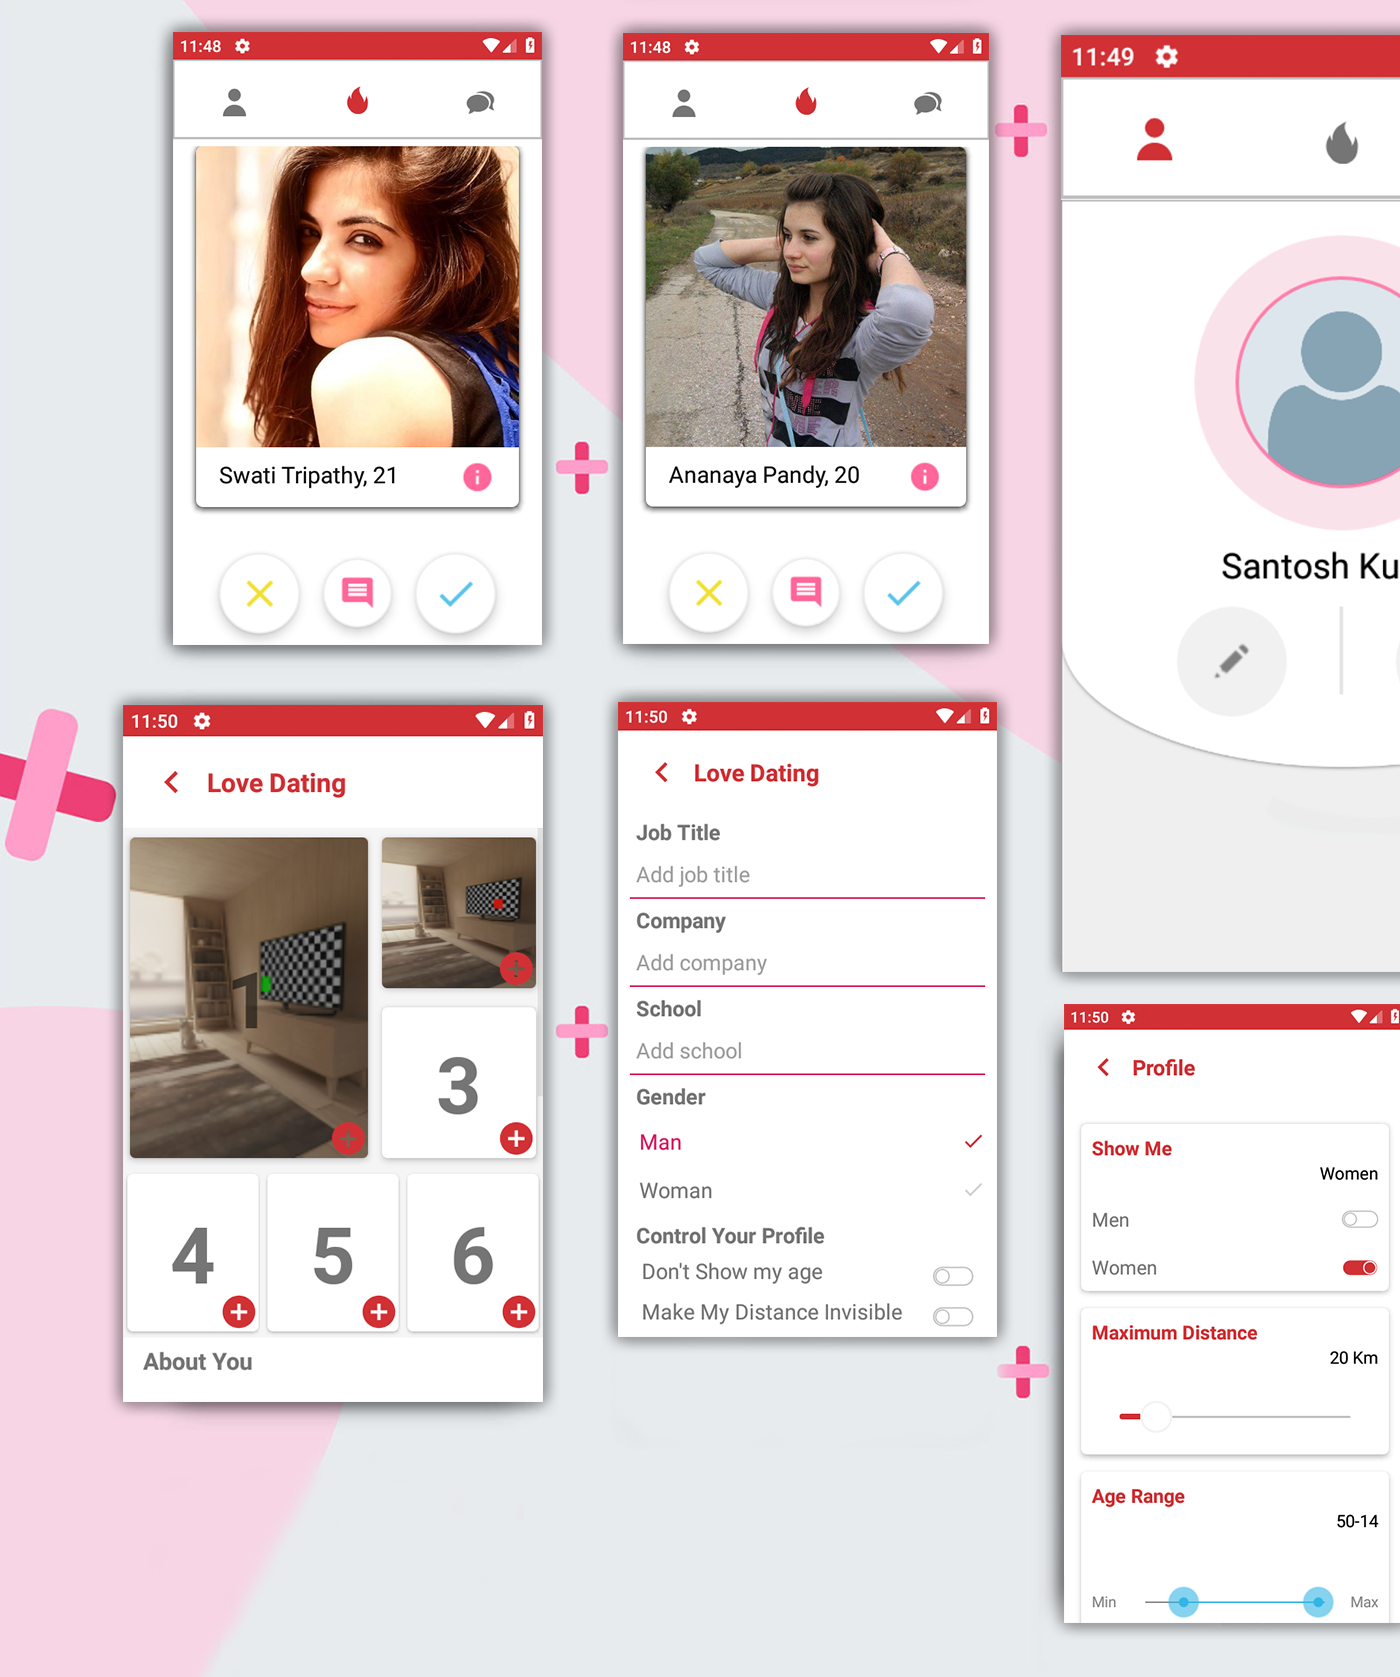 11:48
Swati Tripathy, 21
11:48
Ananaya Pandy, 20
11:49
Santosh Ku
11:50
Love Dating
1
3
4
5
6
About You
11:50
Love Dating
Job Title
Add job title
Company
Add company
School
Add school
Gender
Man
Woman
Control Your Profile
Don't Show my age
Make My Distance Invisible
11:50
Profile
Show Me
Women
Men
Women
Maximum Distance
20 Km
Age Range
50-14
Min Max